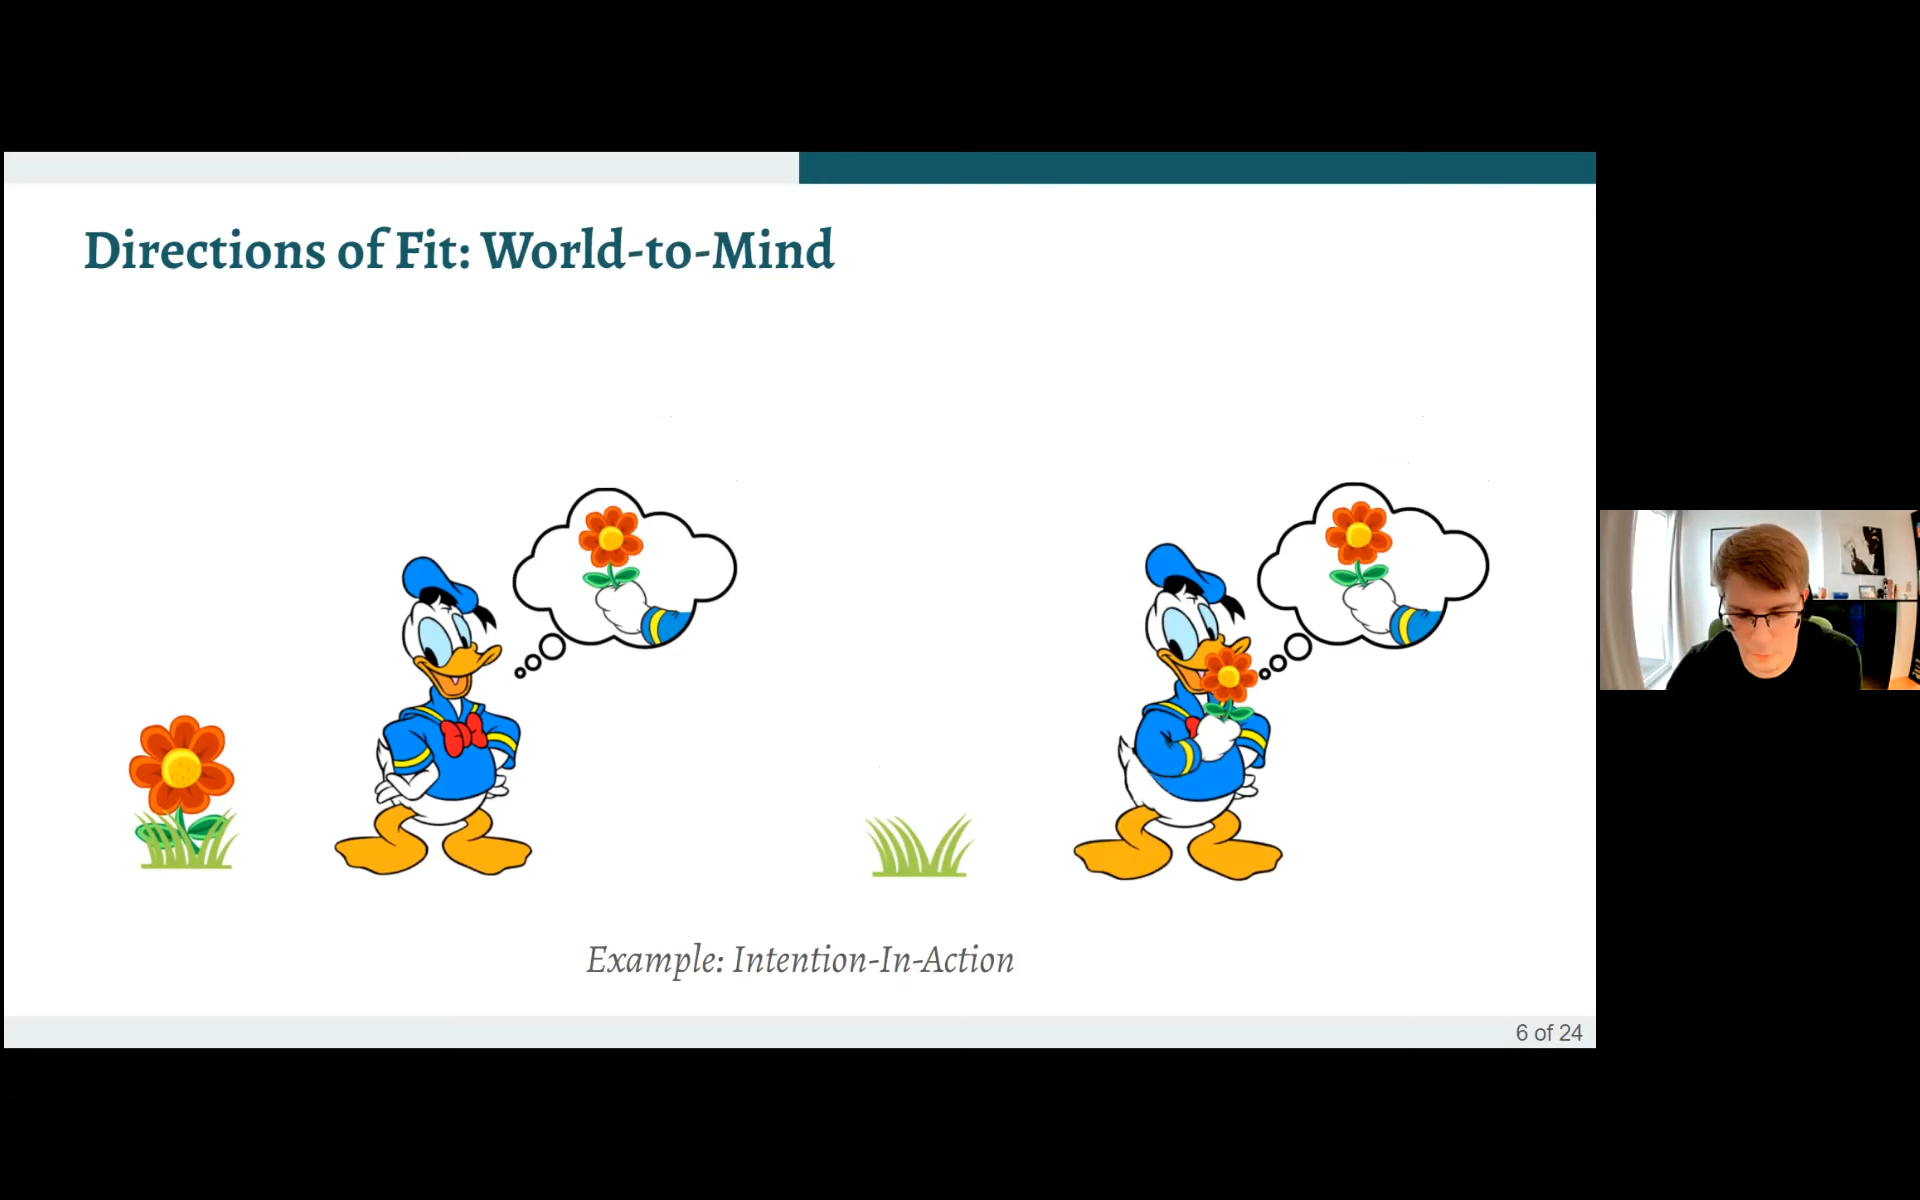 Directions of Fit: World-to-Mind
Example: Intention-In-Action
6 of 24